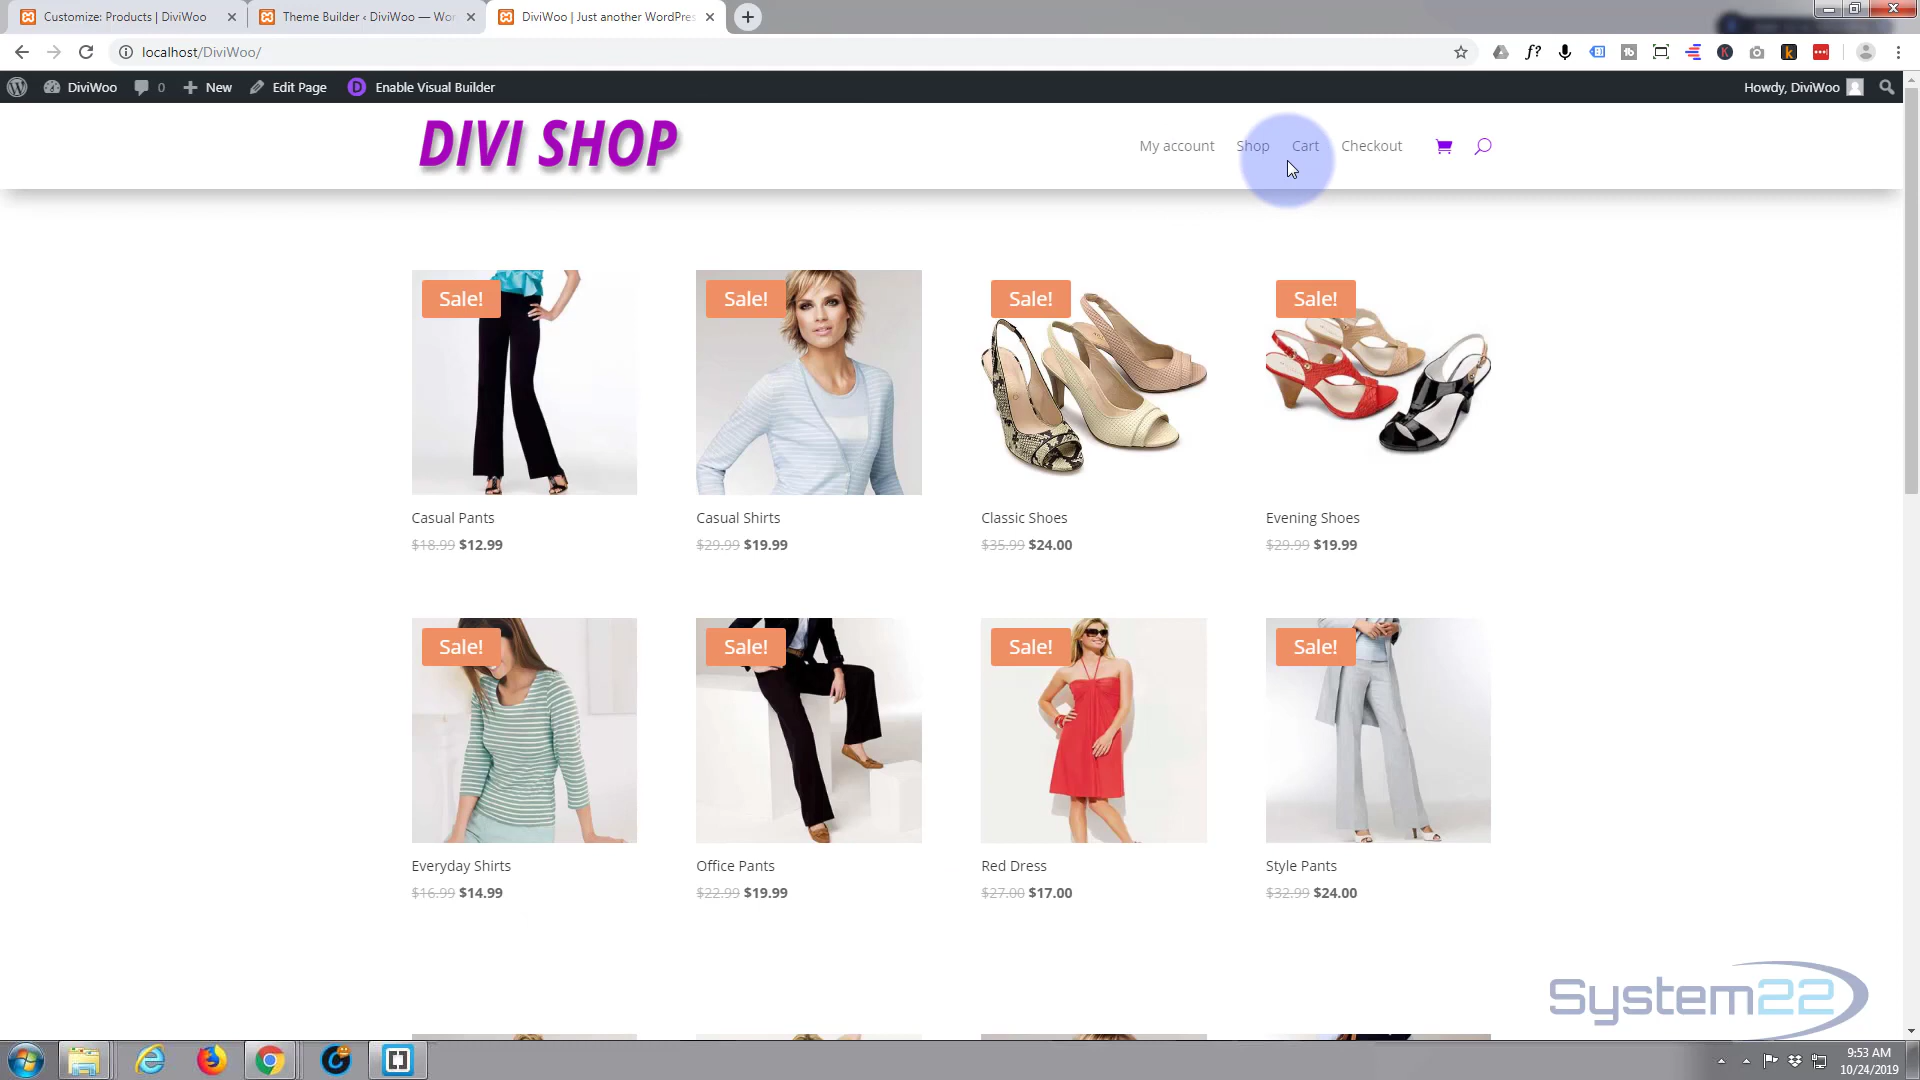 Customize: Products | DiviWoo
Theme Builder ‹ DiviWoo — Wor
DiviWoo | Just another WordPres
localhost/DiviWoo/
DiviWoo
0
New
Edit Page
Enable Visual Builder
Howdy, DiviWoo
DIVI SHOP
My account
Shop
Cart
Checkout
Sale!
Sale!
Sale!
Sale!
Casual Pants
Casual Shirts
Classic Shoes
Evening Shoes
$18.99 $12.99
$29.99 $19.99
$35.99 $24.00
$29.99 $19.99
Sale!
Sale!
Sale!
Sale!
Everyday Shirts
Office Pants
Red Dress
Style Pants
$16.99 $14.99
$22.99 $19.99
$27.00 $17.00
$32.99 $24.00
System22
9:53 AM
10/24/2019